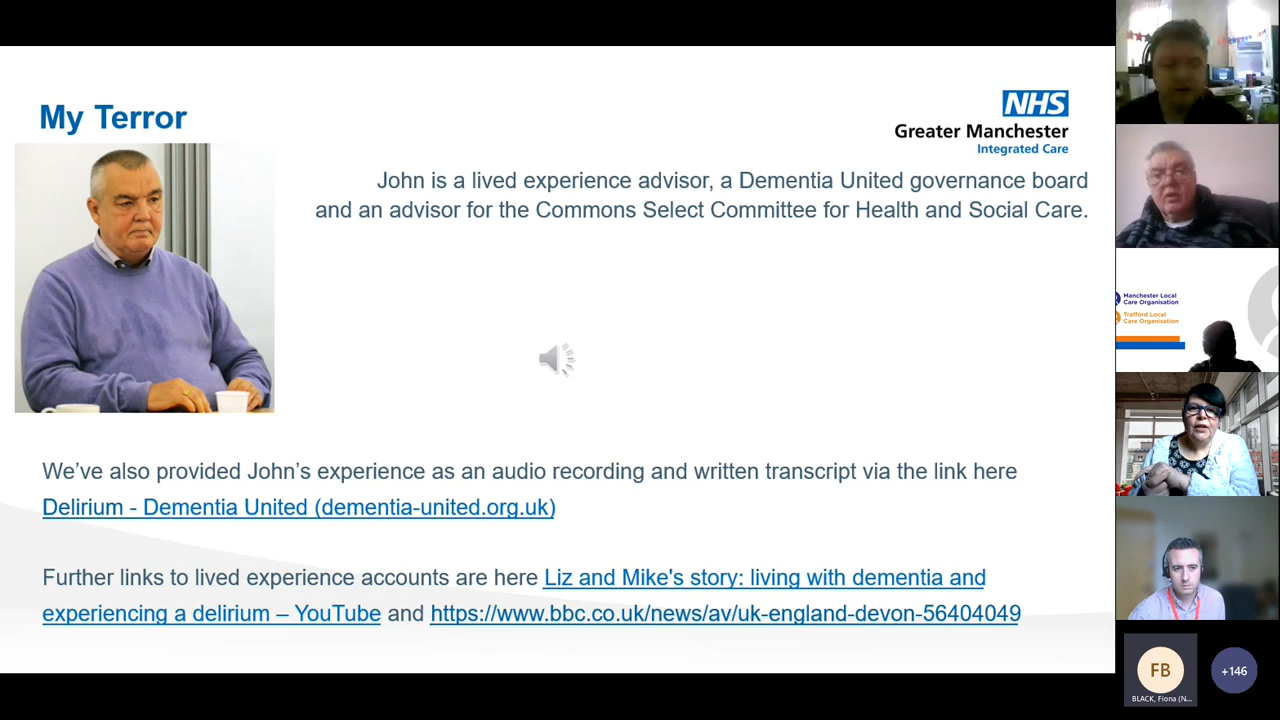 My Terror
NHS
Greater Manchester
Integrated Care
John is a lived experience advisor, a Dementia United governance board
and an advisor for the Commons Select Committee for Health and Social Care.
We’ve also provided John’s experience as an audio recording and written transcript via the link here
Delirium - Dementia United (dementia-united.org.uk)
Further links to lived experience accounts are here Liz and Mike's story: living with dementia and
experiencing a delirium – YouTube and https://www.bbc.co.uk/news/av/uk-england-devon-56404049
Manchester Local
Care Organisation
Trafford Local
Care Organisation
FB
BLACK, Fiona (N...
+146